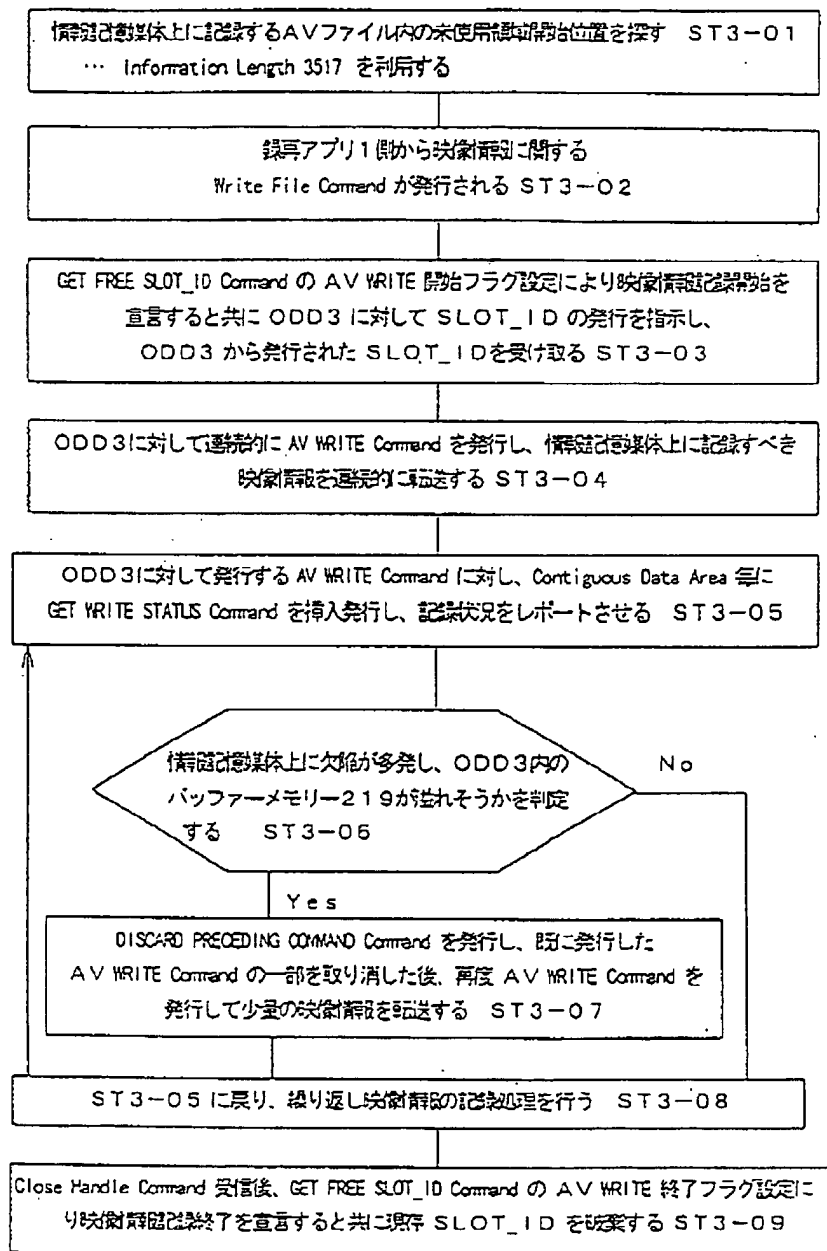 情報記憶媒体上に記録するAVファイル内の未使用領域開始位置を探す ST3-01
… Information Length 3517 を利用する
録再アプリ1側から映像情報に関する
Write File Command が発行される ST3-02
GET FREE SLOT_ID Command の AV WRITE 開始フラグ設定により映像情報記録開始を
宣言すると共に ODD3 に対して SLOT_ID の発行を指示し、
ODD3 から発行された SLOT_IDを受け取る ST3-03
ODD3に対して連続的に AV WRITE Command を発行し、情報記憶媒体上に記録すべき
映像情報を連続的に転送する ST3-04
ODD3に対して発行する AV WRITE Command に対し、Contiguous Data Area 毎に
GET WRITE STATUS Command を挿入発行し、記録状況をレポートさせる ST3-05
情報記憶媒体上に欠陥が多発し、ODD3内の
バッファーメモリー219が溢れそうかを判定
する ST3-06
No
Yes
DISCARD PRECEDING COMMAND Command を発行し、既に発行した
AV WRITE Command の一部を取り消した後、再度 AV WRITE Command を
発行して少量の映像情報を転送する ST3-07
ST3-05 に戻り、繰り返し映像情報の記録処理を行う ST3-08
Close Handle Command 受信後、GET FREE SLOT_ID Command の AV WRITE 終了フラグ設定に
り映像情報記録終了を宣言すると共に現存 SLOT_ID を破棄する ST3-09